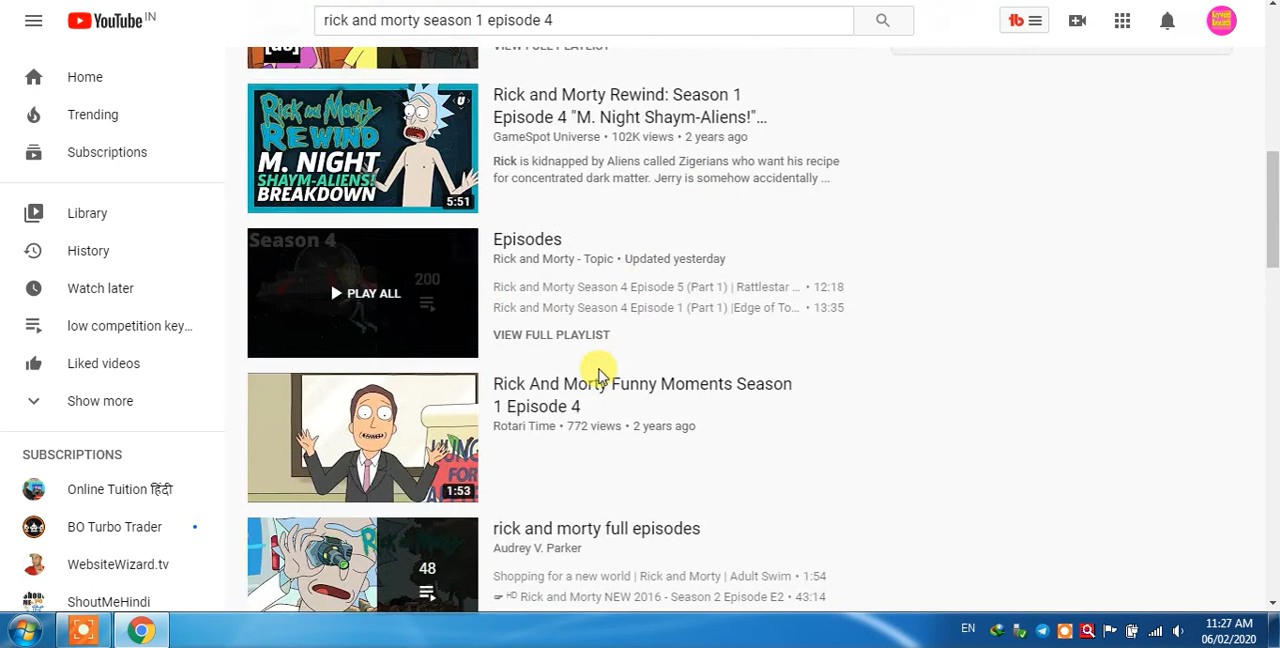 YouTube IN
rick and morty season 1 episode 4
Home
Trending
Subscriptions
Library
History
Watch later
low competition key...
Liked videos
Show more
SUBSCRIPTIONS
Online Tuition हिंदी
BO Turbo Trader
WebsiteWizard.tv
ShoutMeHindi
VIEW FULL PLAYLIST
Rick and Morty
REWIND
M. NIGHT
SHAYM-ALIENS!
BREAKDOWN
5:51
Rick and Morty Rewind: Season 1
Episode 4 "M. Night Shaym-Aliens!"...
GameSpot Universe • 102K views • 2 years ago
Rick is kidnapped by Aliens called Zigerians who want his recipe
for concentrated dark matter. Jerry is somehow accidentally ...
Season 4
200
PLAY ALL
Episodes
Rick and Morty - Topic • Updated yesterday
Rick and Morty Season 4 Episode 5 (Part 1) | Rattlestar ... • 12:18
Rick and Morty Season 4 Episode 1 (Part 1) |Edge of To... • 13:35
VIEW FULL PLAYLIST
1:53
Rick And Morty Funny Moments Season
1 Episode 4
Rotari Time • 772 views • 2 years ago
48
rick and morty full episodes
Audrey V. Parker
Shopping for a new world | Rick and Morty | Adult Swim • 1:54
HD Rick and Morty NEW 2016 - Season 2 Episode E2 • 43:14
EN
11:27 AM
06/02/2020